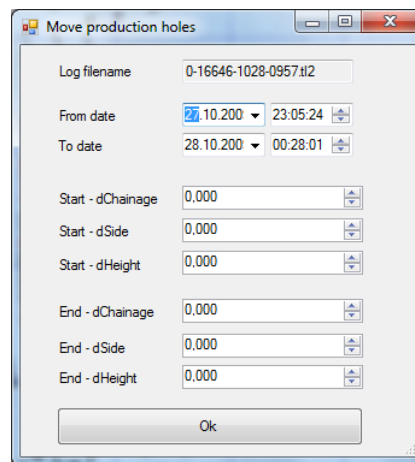 Move production holes
Log filename 0-16646-1028-0957.tl2
From date 27.10.200 23:05:24
To date 28.10.200 00:28:01
Start - dChainage 0,000
Start - dSide 0,000
Start - dHeight 0,000
End - dChainage 0,000
End - dSide 0,000
End - dHeight 0,000
Ok